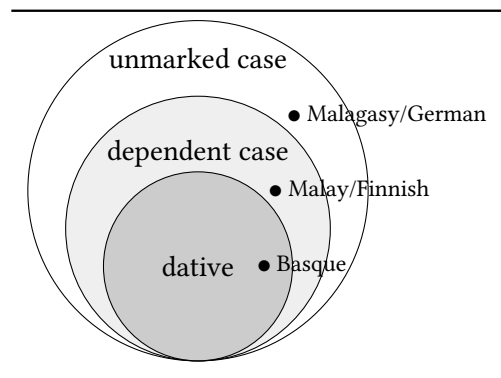 unmarked case
● Malagasy/German
dependent case
● Malay/Finnish
dative
● Basque